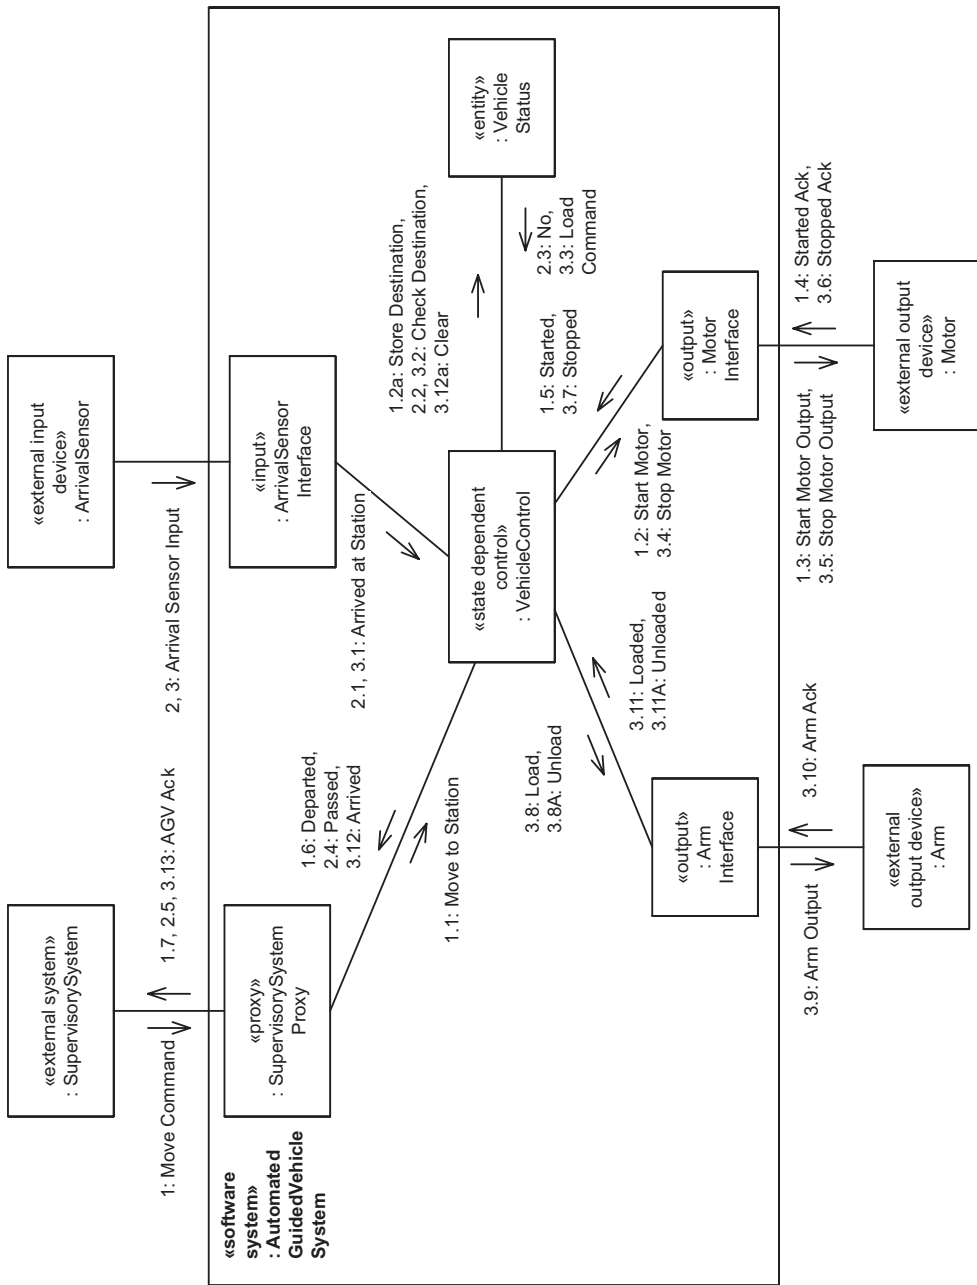 «external system»
: SupervisorySystem
«external input
device»
: ArrivalSensor
1: Move Command
1.7, 2.5, 3.13: AGV Ack
2, 3: Arrival Sensor Input
«software
system»
: Automated
GuidedVehicle
System
«proxy»
: SupervisorySystem
Proxy
«input»
: ArrivalSensor
Interface
1.6: Departed,
2.4: Passed,
3.12: Arrived
1.1: Move to Station
2.1, 3.1: Arrived at Station
1.2a: Store Destination,
2.2, 3.2: Check Destination,
3.12a: Clear
«state dependent
control»
: VehicleControl
«entity»
: Vehicle
Status
2.3: No,
3.3: Load
Command
3.8: Load,
3.8A: Unload
3.11: Loaded,
3.11A: Unloaded
1.5: Started,
3.7: Stopped
1.2: Start Motor,
3.4: Stop Motor
«output»
: Arm
Interface
«output»
: Motor
Interface
3.9: Arm Output
3.10: Arm Ack
1.3: Start Motor Output,
3.5: Stop Motor Output
1.4: Started Ack,
3.6: Stopped Ack
«external
output device»
: Arm
«external output
device»
: Motor